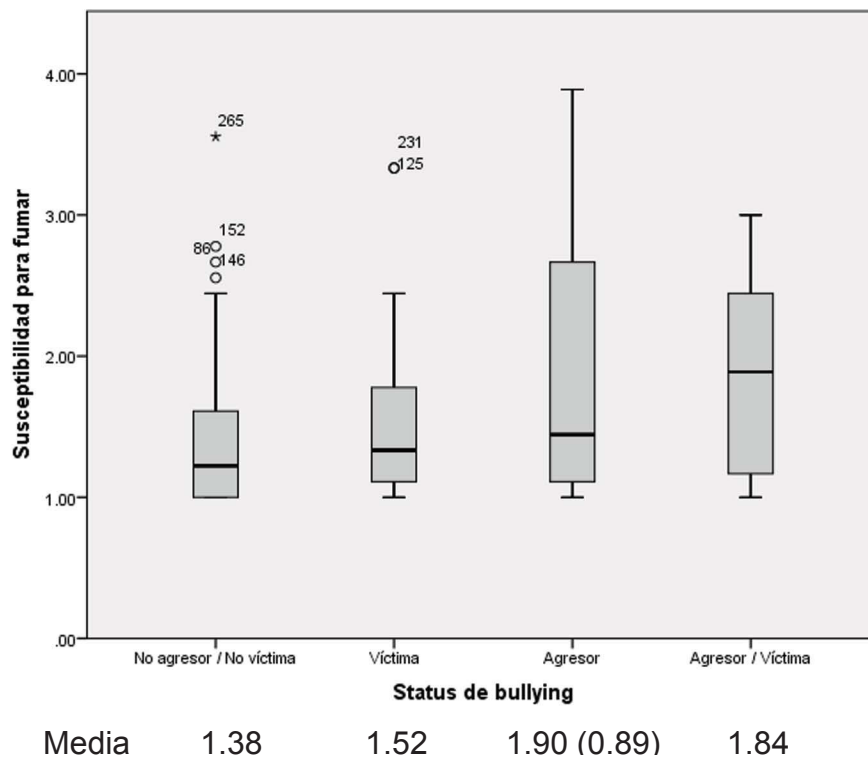 4.00
3.00
2.00
1.00
.00
Susceptibilidad para fumar
265
152
86
146
231
125
No agresor / No víctima Víctima Agresor Agresor / Víctima
Status de bullying
Media 1.38 1.52 1.90 (0.89) 1.84